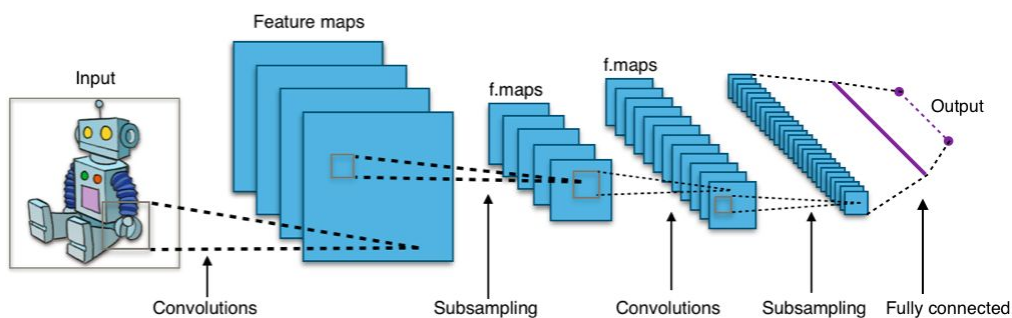 Feature maps
Input
f.maps
f.maps
Output
Convolutions
Subsampling
Convolutions
Subsampling
Fully connected